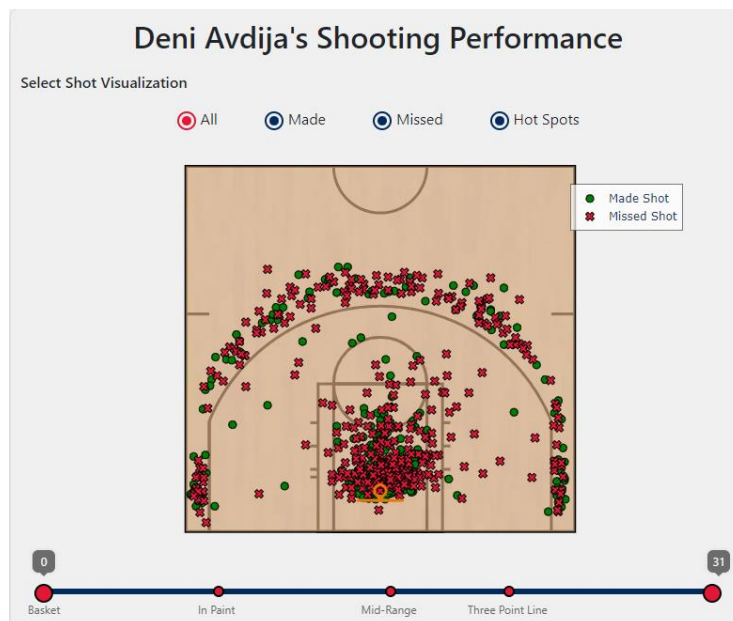 Deni Avdija's Shooting Performance
Select Shot Visualization
All Made Missed Hot Spots
Made Shot
Missed Shot
0 31
Basket In Paint Mid-Range Three Point Line